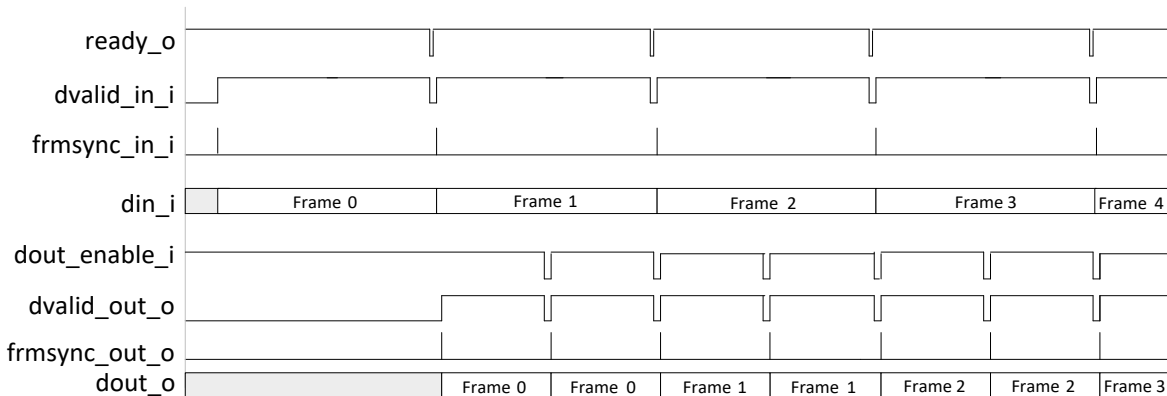 ready_o
dvalid_in_i
frmsync_in_i
din_i Frame 0 Frame 1 Frame 2 Frame 3 Frame 4
dout_enable_i
dvalid_out_o
frmsync_out_o
dout_o Frame 0 Frame 0 Frame 1 Frame 1 Frame 2 Frame 2 Frame 3